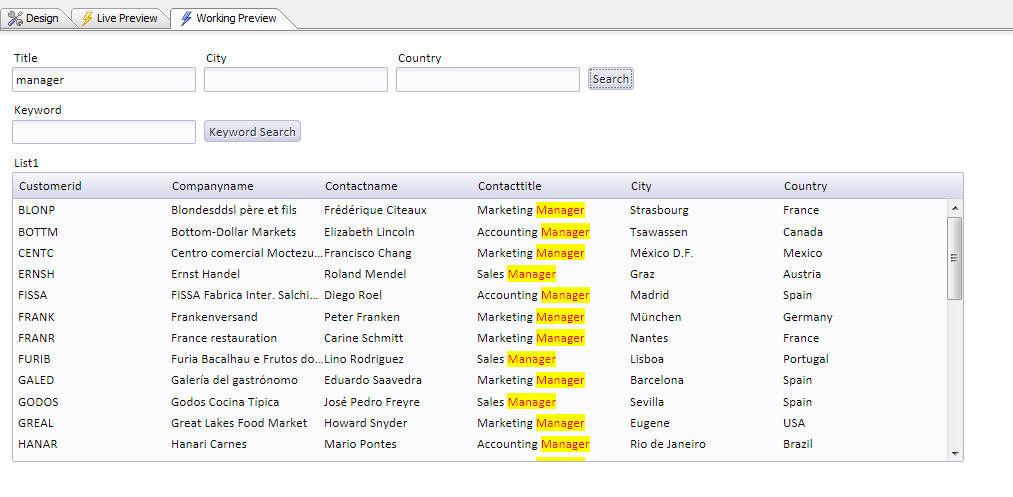 Design Live Preview Working Preview
Title City Country
manager Search
Keyword
Keyword Search
List1
Customerid Companyname Contactname Contacttitle City Country
BLONP Blondesddsl père et fils Frédérique Citeaux Marketing Manager Strasbourg France
BOTTM Bottom-Dollar Markets Elizabeth Lincoln Accounting Manager Tsawassen Canada
CENTC Centro comercial Moctezu... Francisco Chang Marketing Manager México D.F. Mexico
ERNSH Ernst Handel Roland Mendel Sales Manager Graz Austria
FISSA FISSA Fabrica Inter. Salchi... Diego Roel Accounting Manager Madrid Spain
FRANK Frankenversand Peter Franken Marketing Manager München Germany
FRANR France restauration Carine Schmitt Marketing Manager Nantes France
FURIB Furia Bacalhau e Frutos do... Lino Rodriguez Sales Manager Lisboa Portugal
GALED Galería del gastrónomo Eduardo Saavedra Marketing Manager Barcelona Spain
GODOS Godos Cocina Típica José Pedro Freyre Sales Manager Sevilla Spain
GREAL Great Lakes Food Market Howard Snyder Marketing Manager Eugene USA
HANAR Hanari Carnes Mario Pontes Accounting Manager Rio de Janeiro Brazil